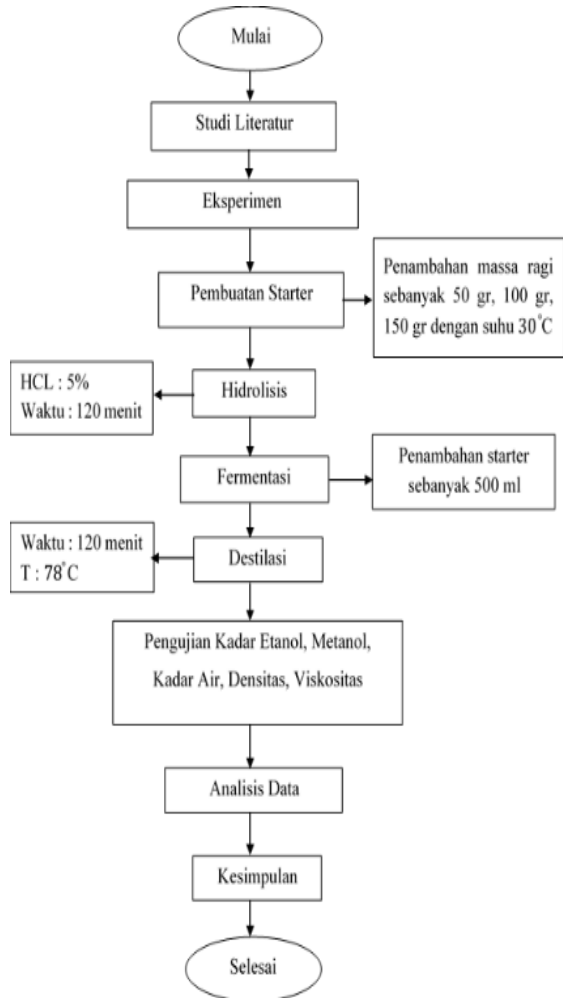 Mulai
Studi Literatur
Eksperimen
Pembuatan Starter
Penambahan massa ragi
sebanyak 50 gr, 100 gr,
150 gr dengan suhu 30°C
HCL : 5%
Waktu : 120 menit
Hidrolisis
Fermentasi
Penambahan starter
sebanyak 500 ml
Waktu : 120 menit
T : 78°C
Destilasi
Pengujian Kadar Etanol, Metanol,
Kadar Air, Densitas, Viskositas
Analisis Data
Kesimpulan
Selesai